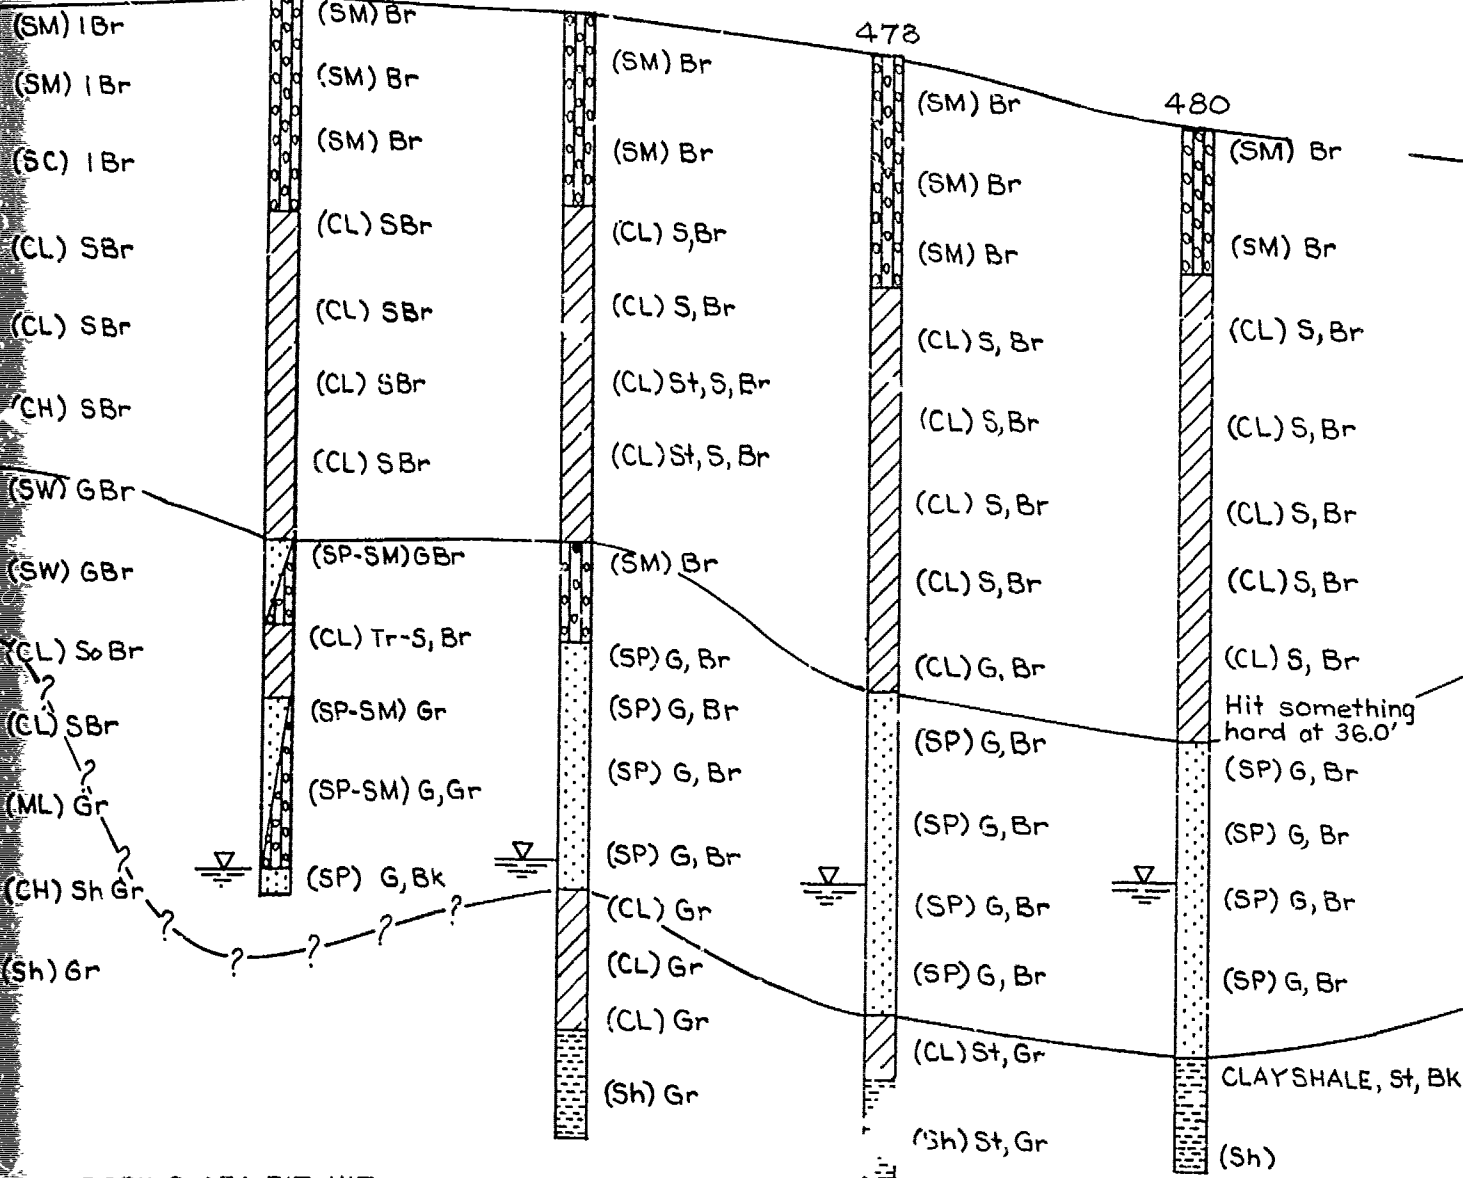 (SM) IBr
(SM) IBr
(SC) IBr
(CL) SBr
(CL) SBr
(CH) SBr
(SW) GBr
(SW) GBr
(CL) So Br
(CL) SBr
(ML) Gr
(CH) Sh Gr
(Sh) Gr
(SM) Br
(SM) Br
(SM) Br
(CL) SBr
(CL) SBr
(CL) SBr
(CL) SBr
(SP-SM) GBr
(CL) Tr-S, Br
(SP-SM) Gr
(SP-SM) G, Gr
(SP) G, Bk
? ? ? ? ? ? ? ?
(SM) Br
(SM) Br
(CL) S, Br
(CL) S, Br
(CL) St, S, Br
(CL) St, S, Br
(SM) Br
(SP) G, Br
(SP) G, Br
(SP) G, Br
(SP) G, Br
(CL) Gr
(CL) Gr
(CL) Gr
(Sh) Gr
478
(SM) Br
(SM) Br
(SM) Br
(CL) S, Br
(CL) S, Br
(CL) S, Br
(CL) S, Br
(CL) G, Br
(SP) G, Br
(SP) G, Br
(SP) G, Br
(SP) G, Br
(CL) St, Gr
(Sh) St, Gr
480
(SM) Br
(SM) Br
(CL) S, Br
(CL) S, Br
(CL) S, Br
(CL) S, Br
(CL) S, Br
Hit something
hard at 36.0'
(SP) G, Br
(SP) G, Br
(SP) G, Br
(SP) G, Br
CLAYSHALE, St, Bk
(Sh)